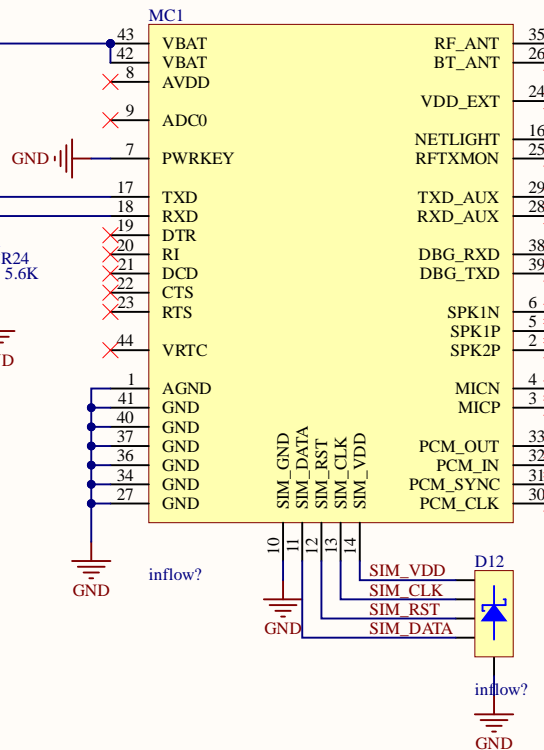 MC1
43 VBAT RF_ANT 35
42 VBAT BT_ANT 26
8 AVDD
VDD_EXT 24
9 ADC0
NETLIGHT 16
GND 7 PWRKEY RFTXMON 25
17 TXD TXD_AUX 29
18 RXD RXD_AUX 28
19 DTR
R24 20 RI DBG_RXD 38
5.6K 21 DCD DBG_TXD 39
22 CTS
23 RTS SPK1N 6
SPK1P 5
44 VRTC SPK2P 2
1 AGND MICN 4
41 GND MICP 3
40 GND
37 GND PCM_OUT 33
36 GND PCM_IN 32
34 GND PCM_SYNC 31
27 GND PCM_CLK 30
SIM_GND
SIM_DATA
SIM_RST
SIM_CLK
SIM_VDD
10
11
12
13
14
inflow?
GND
GND
D12
SIM_VDD
SIM_CLK
SIM_RST
SIM_DATA
inflow?
GND